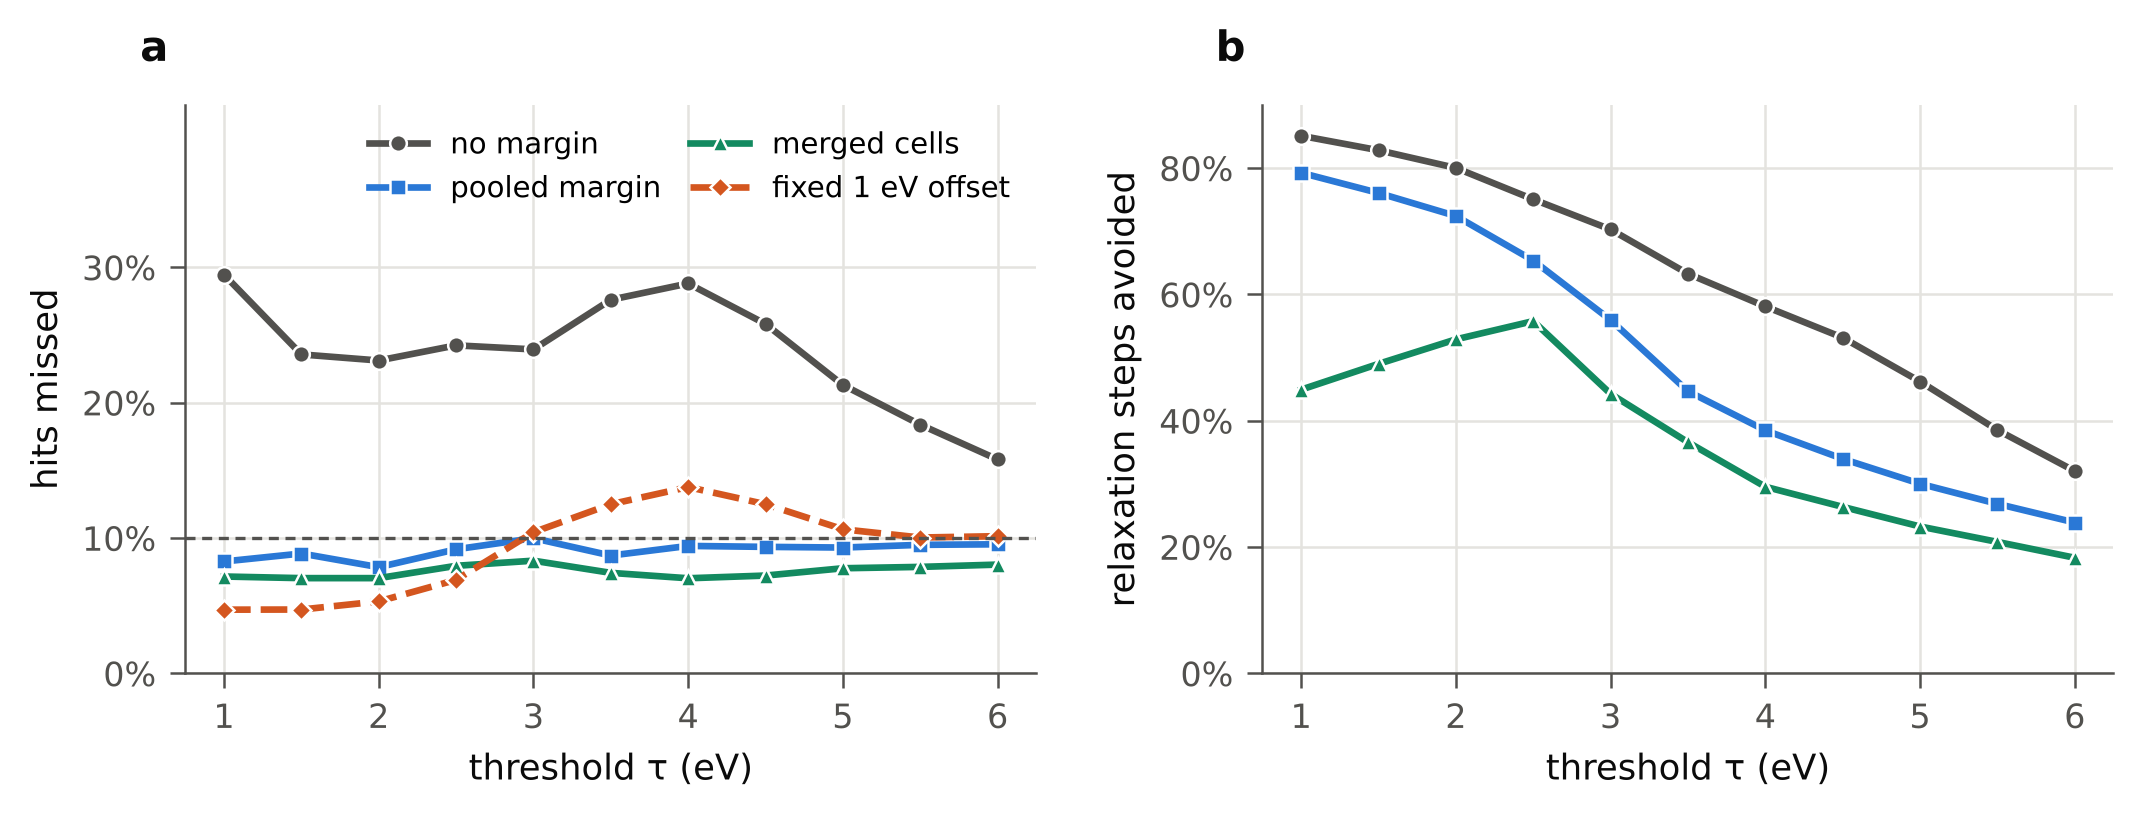 a
no margin
pooled margin
merged cells
fixed 1 eV offset
hits missed
30%
20%
10%
0%
1 2 3 4 5 6
threshold τ (eV)
b
relaxation steps avoided
80%
60%
40%
20%
0%
1 2 3 4 5 6
threshold τ (eV)